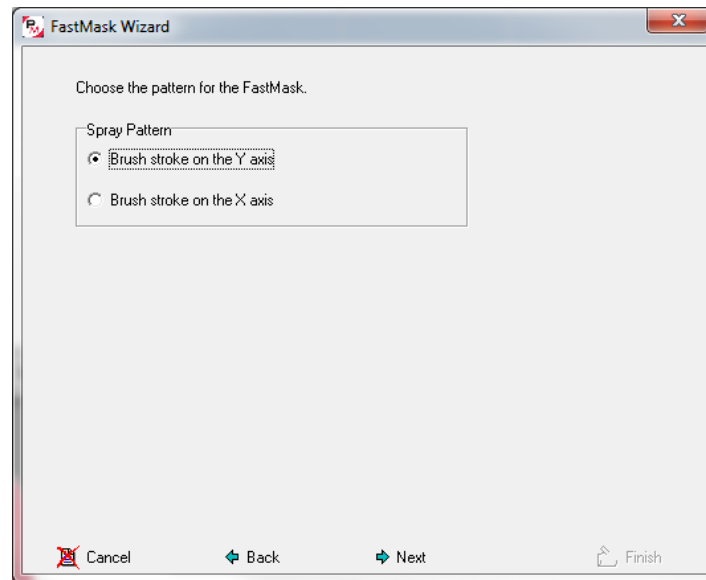 FastMask Wizard
Choose the pattern for the FastMask.
Spray Pattern
Brush stroke on the Y axis
Brush stroke on the X axis
Cancel Back Next Finish